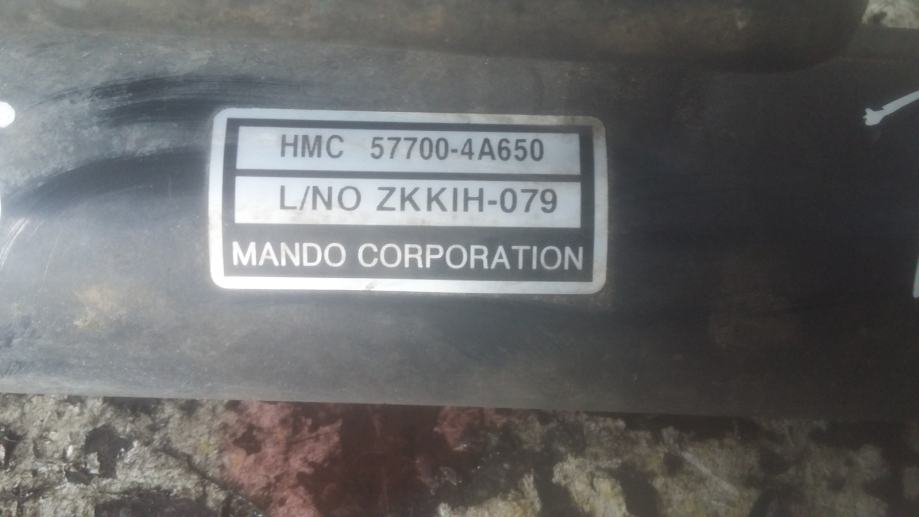 HMC 57700-4A650
L/NO ZKKIH-079
MANDO CORPORATION